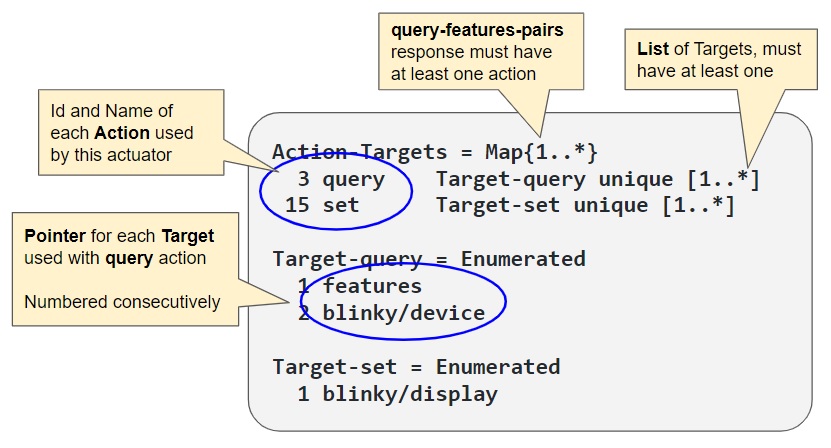 query-features-pairs
response must have
at least one action
List of Targets, must
have at least one
Id and Name of
each Action used
by this actuator
Action-Targets = Map{1..*}
3 query Target-query unique [1..*]
15 set Target-set unique [1..*]
Pointer for each Target
used with query action
Numbered consecutively
Target-query = Enumerated
1 features
2 blinky/device
Target-set = Enumerated
1 blinky/display